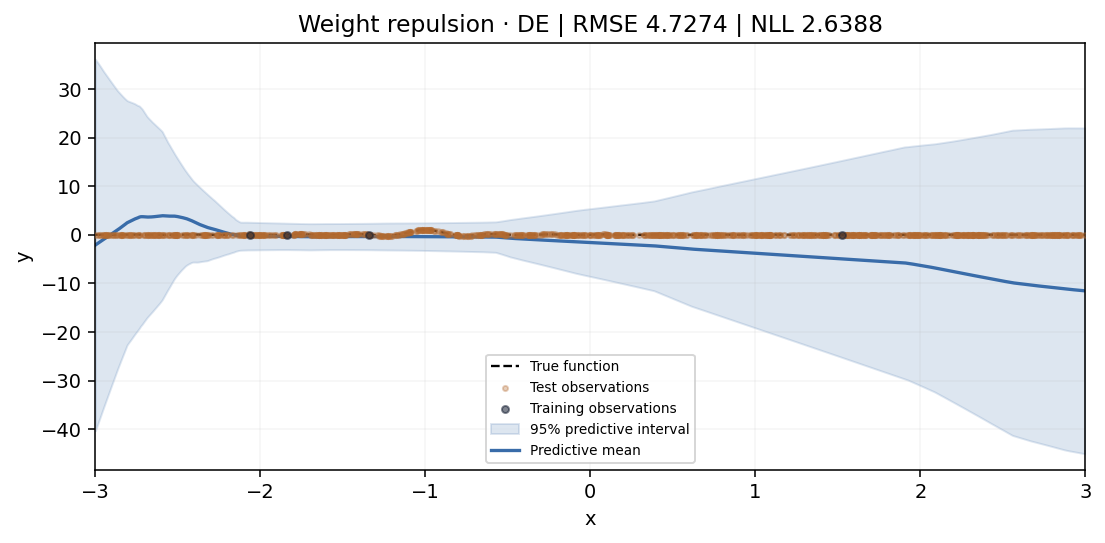 Weight repulsion · DE | RMSE 4.7274 | NLL 2.6388
y
30
20
10
0
−10
−20
−30
−40
True function
Test observations
Training observations
95% predictive interval
Predictive mean
−3 −2 −1 0 1 2 3
x